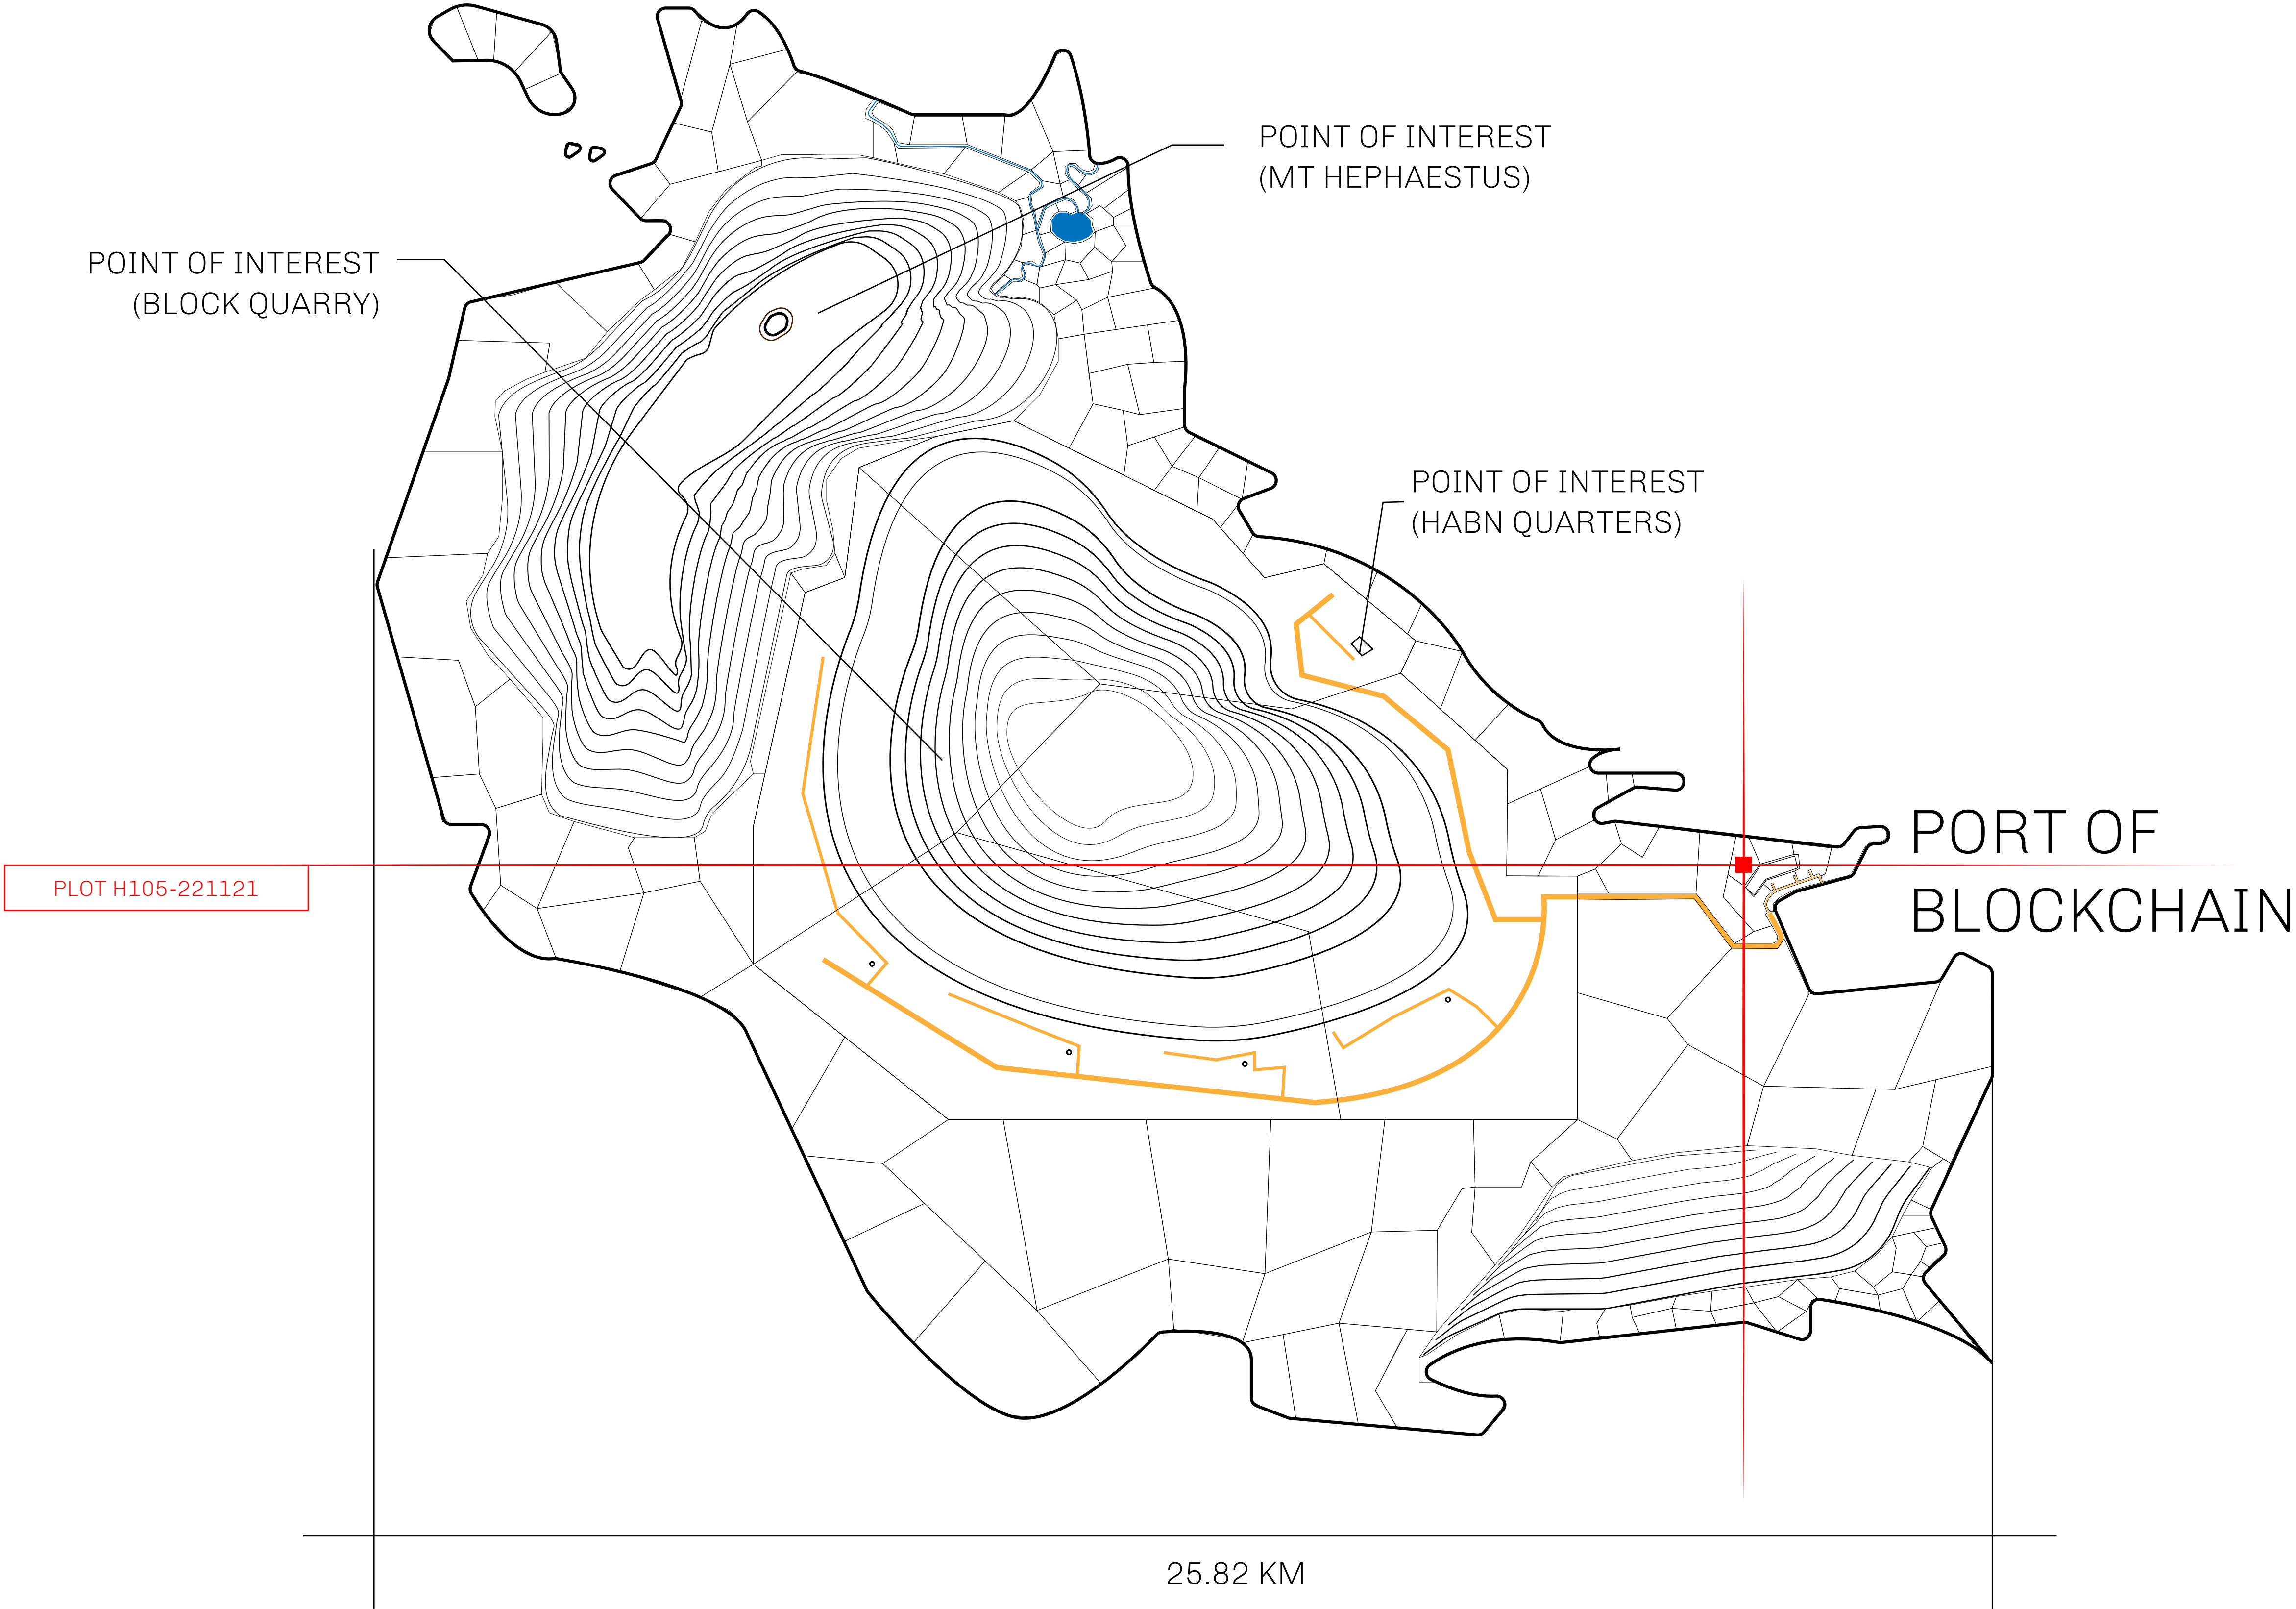 POINT OF INTEREST
(MT HEPHAESTUS)
POINT OF INTEREST
(BLOCK QUARRY)
POINT OF INTEREST
(HABN QUARTERS)
PORT OF
BLOCKCHAIN
PLOT H105-221121
25.82 KM